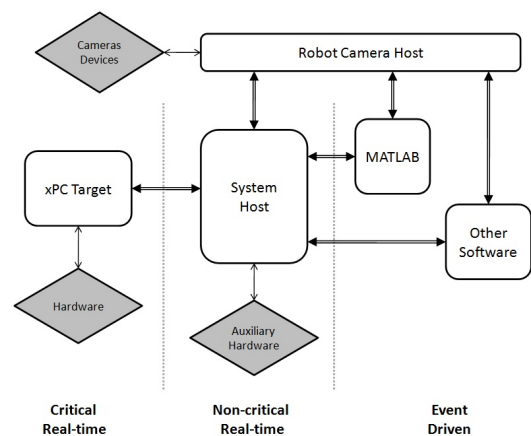 Cameras
Devices
Robot Camera Host
xPC Target
System
Host
MATLAB
Other
Software
Hardware
Auxiliary
Hardware
Critical
Real-time
Non-critical
Real-time
Event
Driven